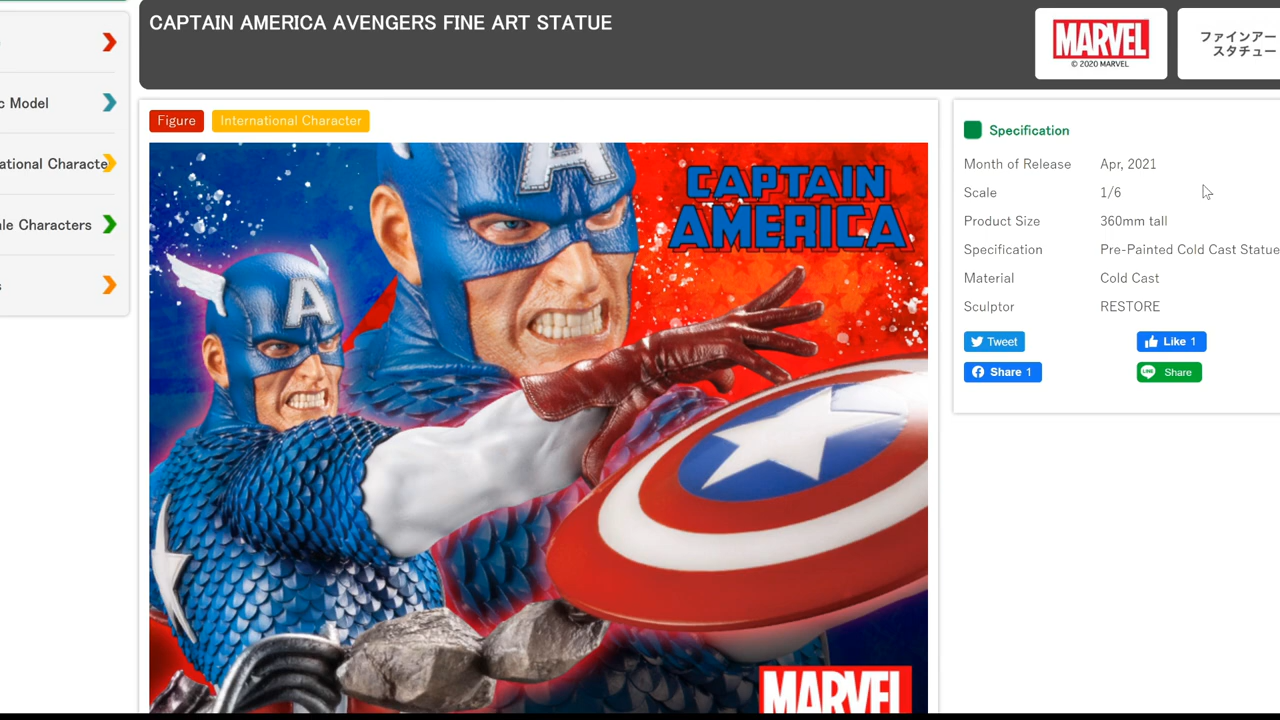 CAPTAIN AMERICA AVENGERS FINE ART STATUE
MARVEL
© 2020 MARVEL
ファインアー
スタチュー
c Model
ational Characte
le Characters
s
Figure
International Character
A
CAPTAIN
AMERICA
A
MARVEL
Specification
Month of Release Apr, 2021
Scale 1/6
Product Size 360mm tall
Specification Pre-Painted Cold Cast Statue
Material Cold Cast
Sculptor RESTORE
Tweet Like 1
Share 1 LINE Share